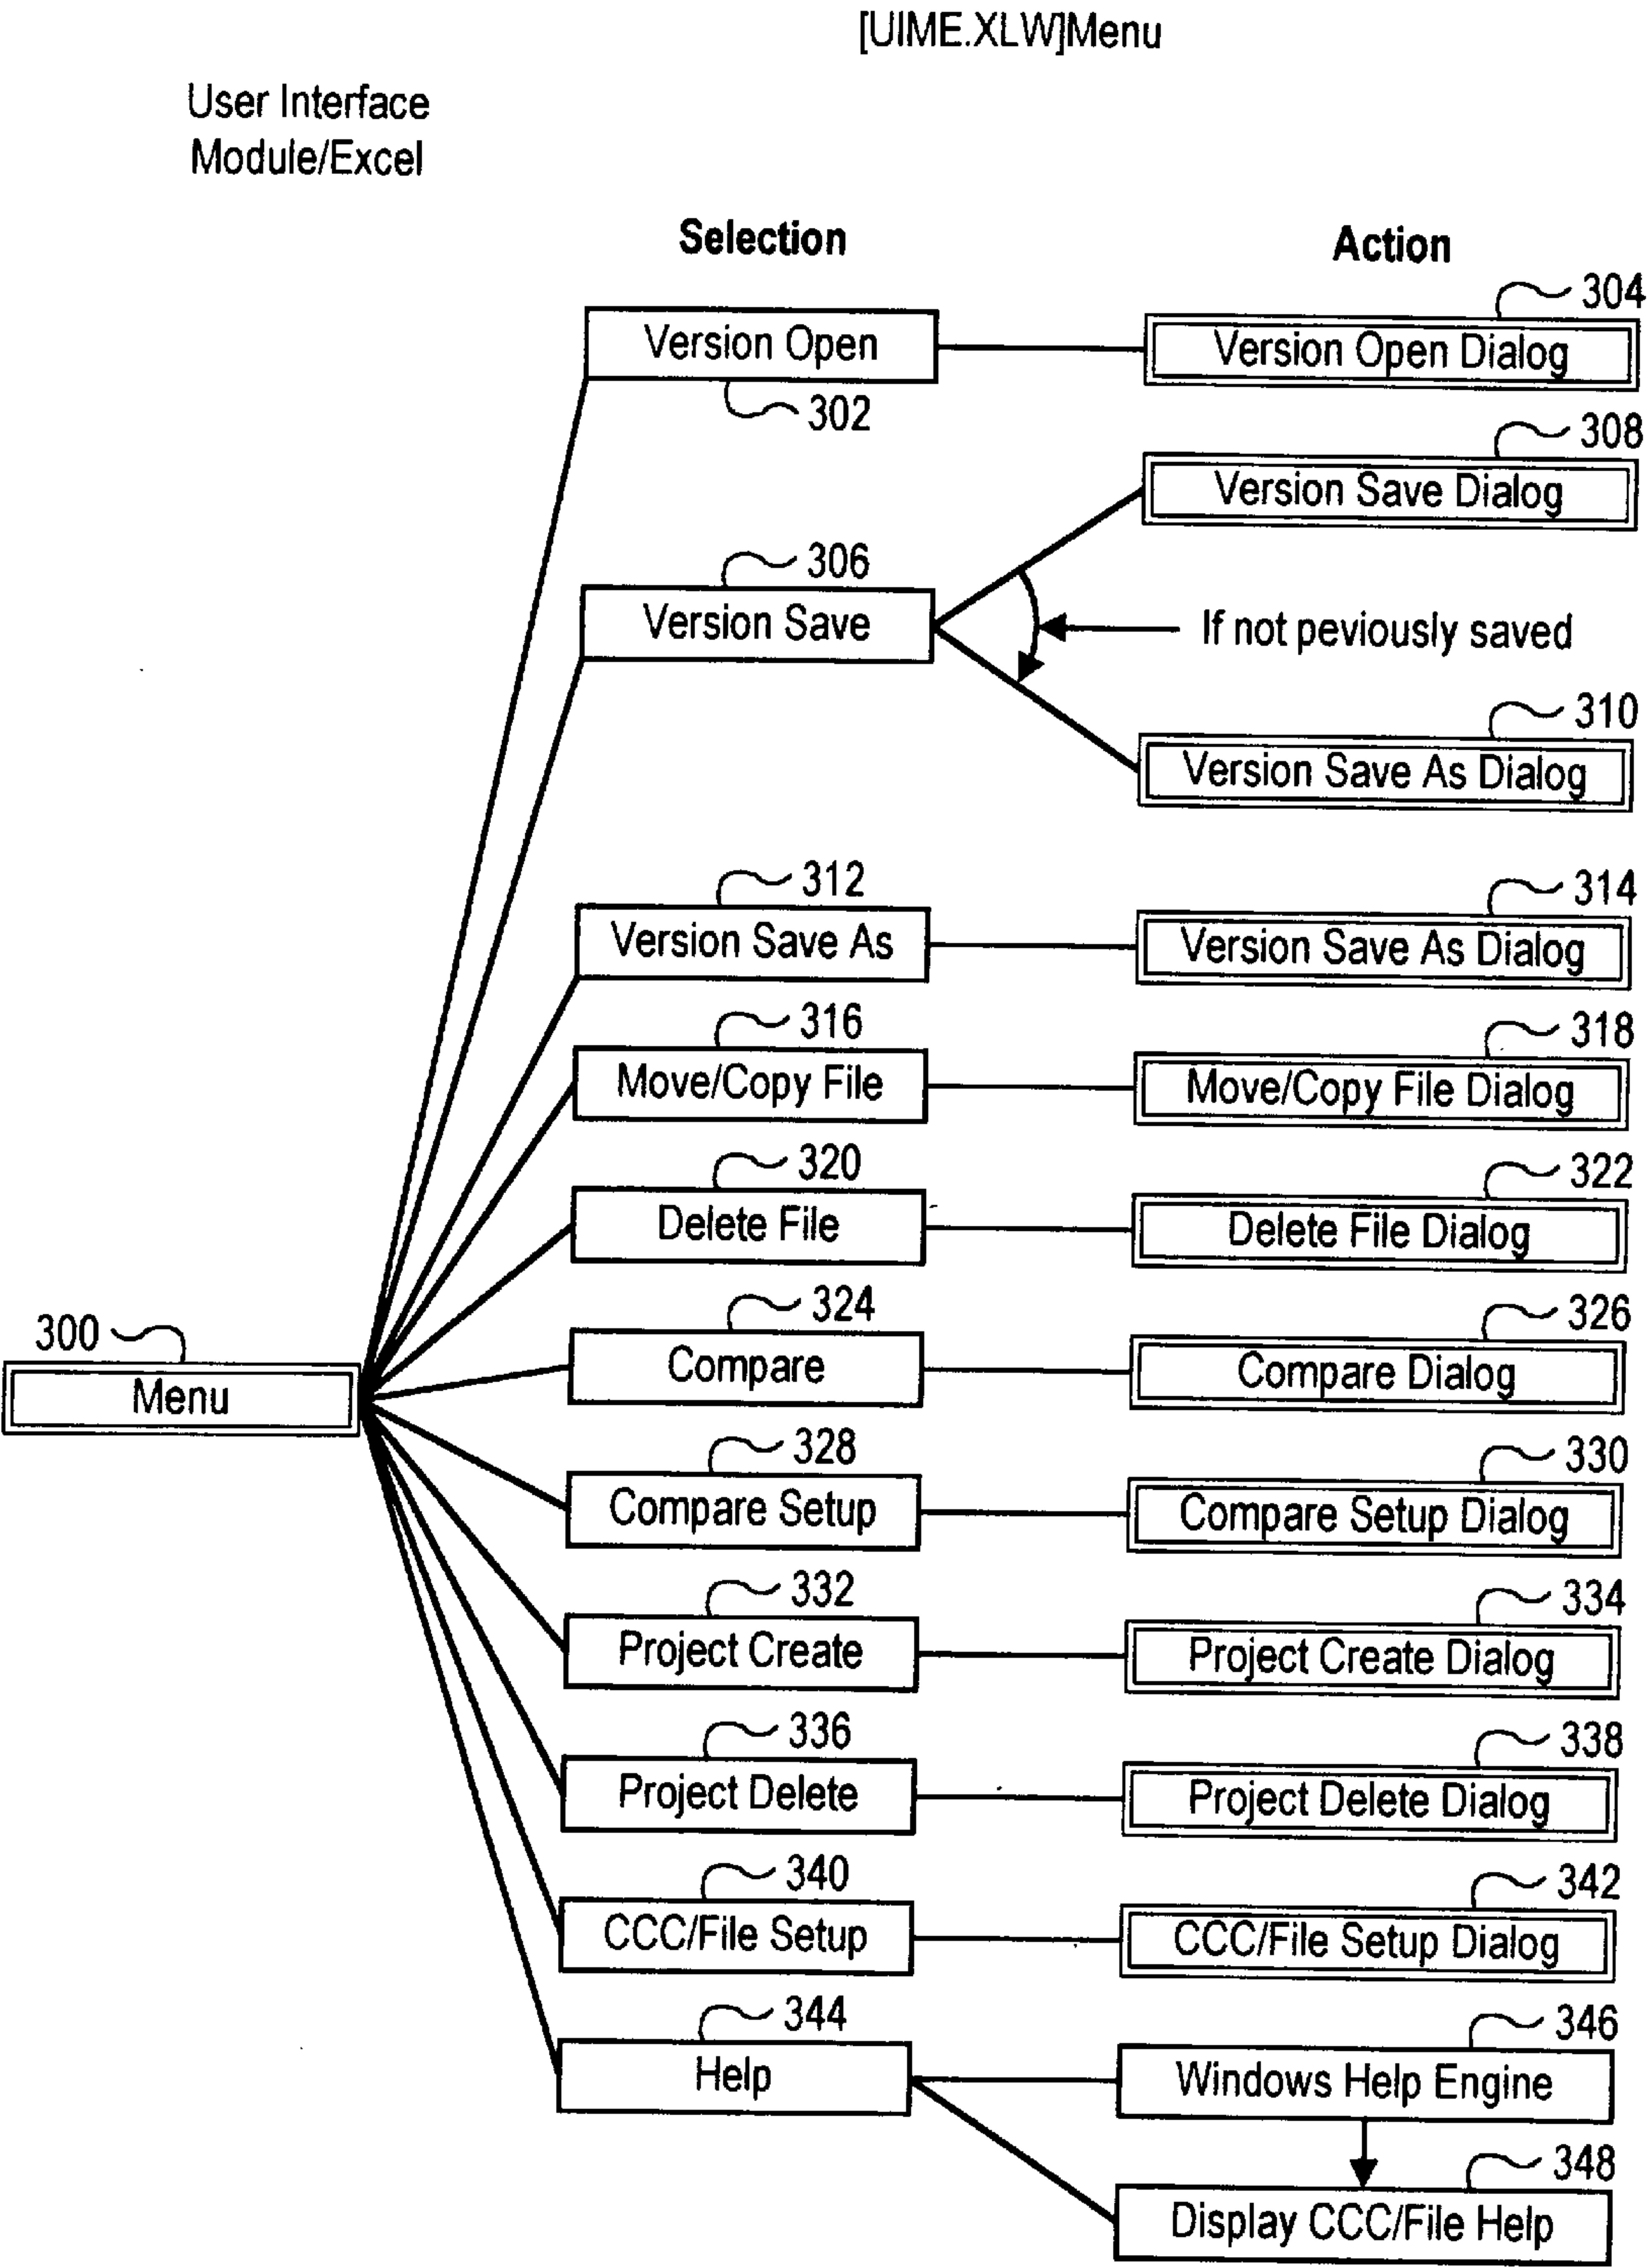 [UIME.XLW]Menu
User Interface
Module/Excel
Selection
Action
304
Version Open
Version Open Dialog
302
308
Version Save Dialog
306
Version Save
If not peviously saved
310
Version Save As Dialog
312
314
Version Save As
Version Save As Dialog
316
318
Move/Copy File
Move/Copy File Dialog
320
322
Delete File
Delete File Dialog
324
326
Compare
Compare Dialog
300
Menu
328
330
Compare Setup
Compare Setup Dialog
332
334
Project Create
Project Create Dialog
336
338
Project Delete
Project Delete Dialog
340
342
CCC/File Setup
CCC/File Setup Dialog
344
346
Help
Windows Help Engine
348
Display CCC/File Help